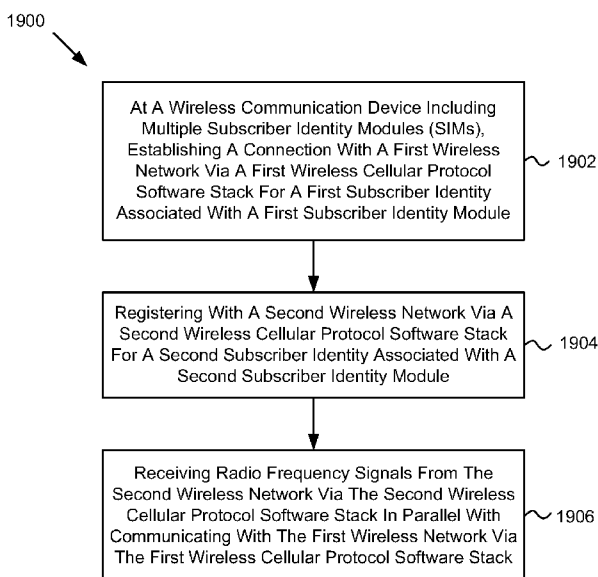 1900
At A Wireless Communication Device Including
Multiple Subscriber Identity Modules (SIMs),
Establishing A Connection With A First Wireless
Network Via A First Wireless Cellular Protocol
Software Stack For A First Subscriber Identity
Associated With A First Subscriber Identity Module
1902
Registering With A Second Wireless Network Via A
Second Wireless Cellular Protocol Software Stack
For A Second Subscriber Identity Associated With A
Second Subscriber Identity Module
1904
Receiving Radio Frequency Signals From The
Second Wireless Network Via The Second Wireless
Cellular Protocol Software Stack In Parallel With
Communicating With The First Wireless Network Via
The First Wireless Cellular Protocol Software Stack
1906